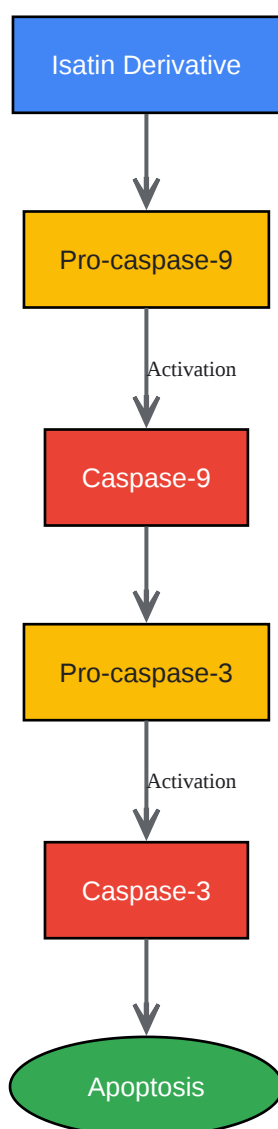 Isatin Derivative
Pro-caspase-9
Activation
Caspase-9
Pro-caspase-3
Activation
Caspase-3
Apoptosis